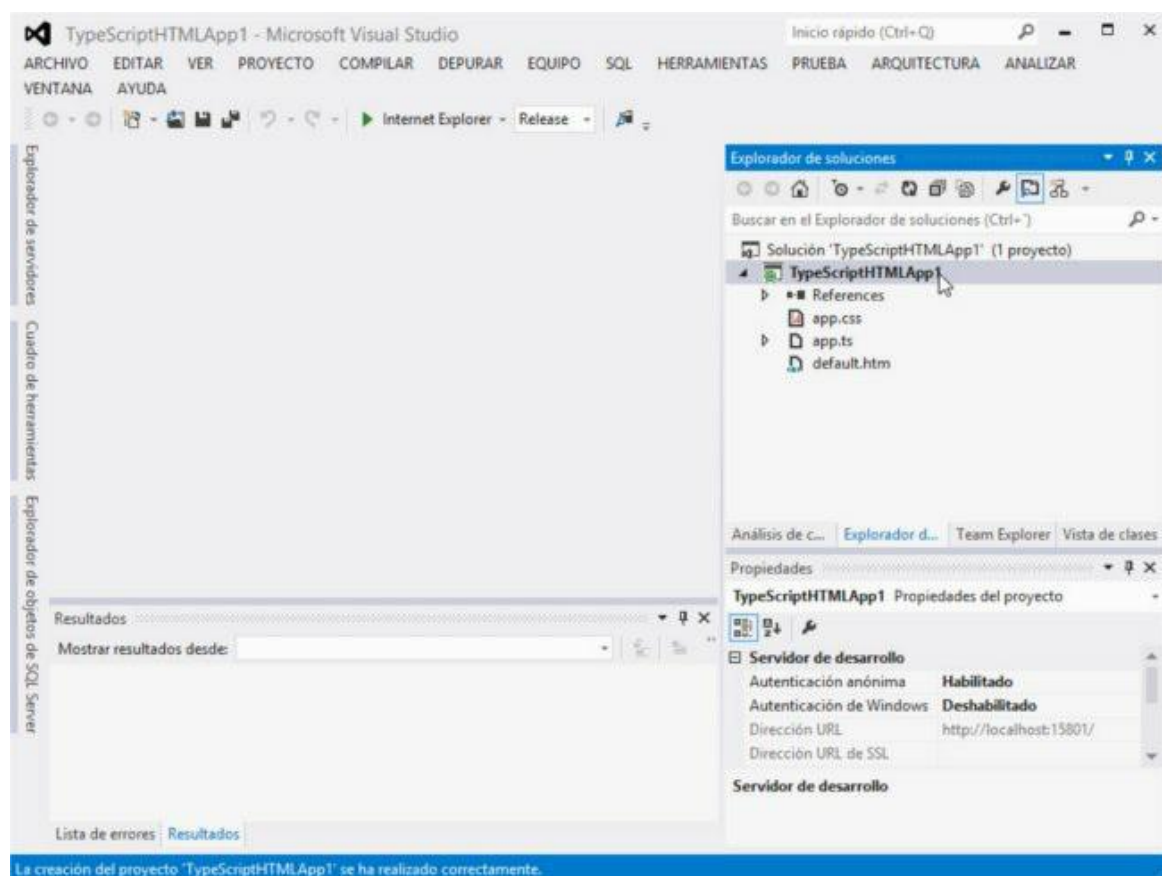 TypeScriptHTMLApp1 - Microsoft Visual Studio
Inicio rápido (Ctrl+Q)
ARCHIVO EDITAR VER PROYECTO COMPILAR DEPURAR EQUIPO SQL HERRAMIENTAS PRUEBA ARQUITECTURA ANALIZAR
VENTANA AYUDA
Internet Explorer Release
Explorador de servidores
Cuadro de herramientas
Explorador de objetos de SQL Server
Explorador de soluciones
Buscar en el Explorador de soluciones (Ctrl+`)
Solución 'TypeScriptHTMLApp1' (1 proyecto)
TypeScriptHTMLApp1
References
app.css
app.ts
default.htm
Análisis de c... Explorador d... Team Explorer Vista de clases
Propiedades
TypeScriptHTMLApp1 Propiedades del proyecto
Servidor de desarrollo
Autenticación anónima Habilitado
Autenticación de Windows Deshabilitado
Dirección URL http://localhost:15801/
Dirección URL de SSL
Servidor de desarrollo
Resultados
Mostrar resultados desde:
Lista de errores Resultados
La creación del proyecto 'TypeScriptHTMLApp1' se ha realizado correctamente.